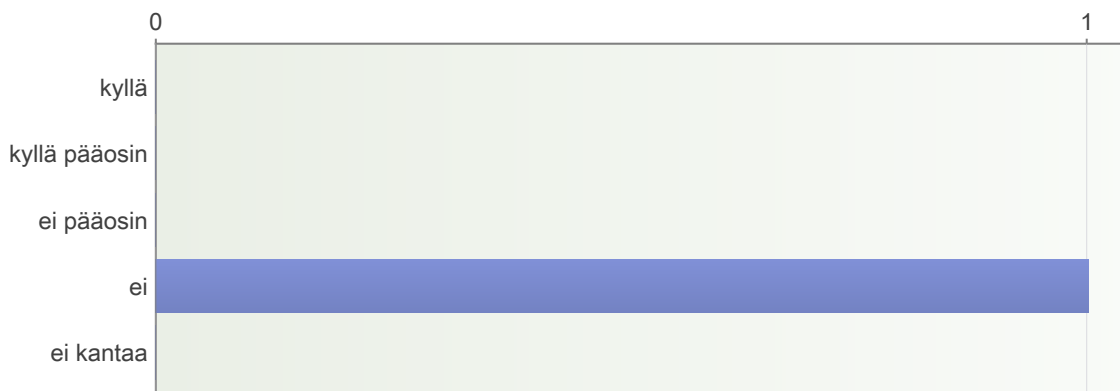 0 1
kyllä
kyllä pääosin
ei pääosin
ei
ei kantaa